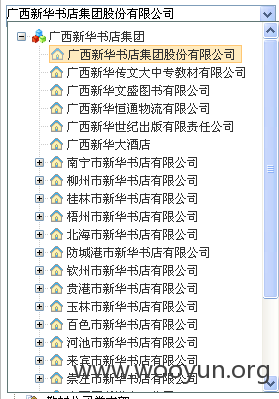 广西新华书店集团股份有限公司
广西新华书店集团
广西新华书店集团股份有限公司
广西新华传文大中专教材有限公司
广西新华文盛图书有限公司
广西新华恒通物流有限公司
广西新华世纪出版有限责任公司
广西新华大酒店
南宁市新华书店有限公司
柳州市新华书店有限公司
桂林市新华书店有限公司
梧州市新华书店有限公司
北海市新华书店有限公司
防城港市新华书店有限公司
钦州市新华书店有限公司
贵港市新华书店有限公司
玉林市新华书店有限公司
百色市新华书店有限公司
河池市新华书店有限公司
来宾市新华书店有限公司
崇左市新华书店有限公司
www.wooyun.org